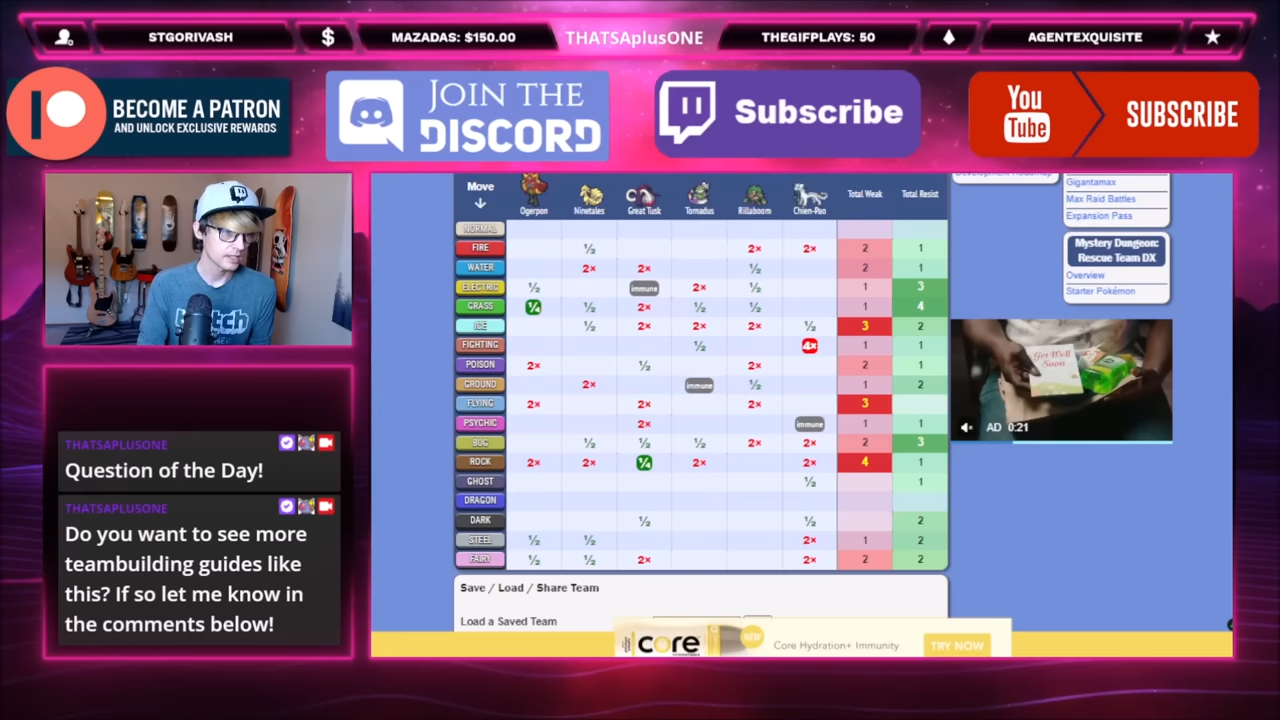 STGORIVASH
$
MAZADAS: $150.00
THATSAplusONE
THEGIFPLAYS: 50
AGENTEXQUISITE
BECOME A PATRON
AND UNLOCK EXCLUSIVE REWARDS
JOIN THE
DISCORD
Subscribe
You
Tube
SUBSCRIBE
Move Ogerpon Ninetales Great Tusk Tornadus Rillaboom Chien-Pao Total Weak Total Resist
NORMAL
FIRE ½ 2× 2× 2 1
WATER 2× 2× ½ 2 1
ELECTRIC ½ immune 2× ½ 1 3
GRASS ¼ ½ 2× ½ ½ 1 4
ICE ½ 2× 2× 2× ½ 3 2
FIGHTING ½ 4× 1 1
POISON 2× ½ 2× 2 1
GROUND 2× immune ½ 1 2
FLYING 2× 2× 2× 3
PSYCHIC 2× immune 1 1
BUG ½ ½ ½ 2× 2× 2 3
ROCK 2× 2× ¼ 2× 2× 4 1
GHOST ½ 1
DRAGON
DARK ½ ½ 2
STEEL ½ ½ 2× 1 2
FAIRY ½ ½ 2× 2× 2 2
Save / Load / Share Team
Load a Saved Team
Gigantamax
Max Raid Battles
Expansion Pass
Mystery Dungeon:
Rescue Team DX
Overview
Starter Pokémon
Get Well
Soon
AD 0:21
THATSAPLUSONE
Question of the Day!
THATSAPLUSONE
Do you want to see more
teambuilding guides like
this? If so let me know in
the comments below!
core
NEW
Core Hydration+ Immunity
TRY NOW